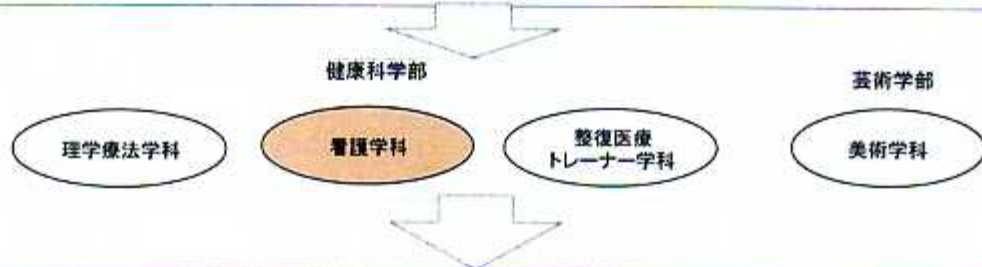 健康科学部
芸術学部
理学療法学科
看護学科
整復医療
トレーナー学科
美術学科